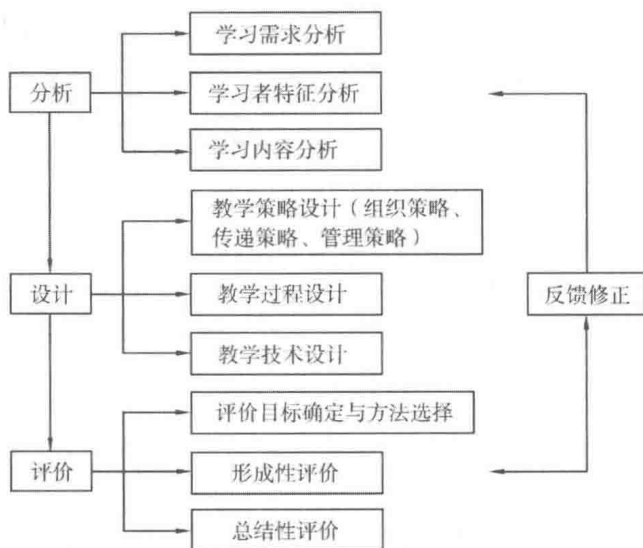 学习需求分析
分析
学习者特征分析
学习内容分析
教学策略设计（组织策略、
传递策略、管理策略）
设计
教学过程设计
反馈修正
教学技术设计
评价目标确定与方法选择
评价
形成性评价
总结性评价